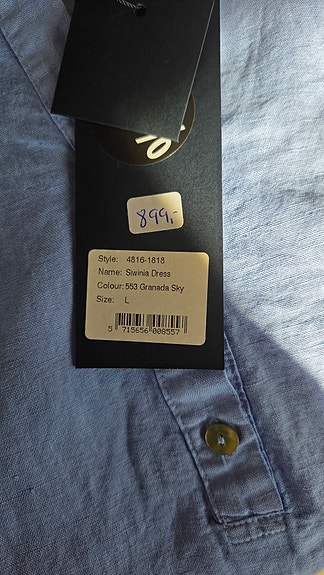 899,-
Style: 4816-1818
Name: Siwinia Dress
Colour: 553 Granada Sky
Size: L
5 715656 008557